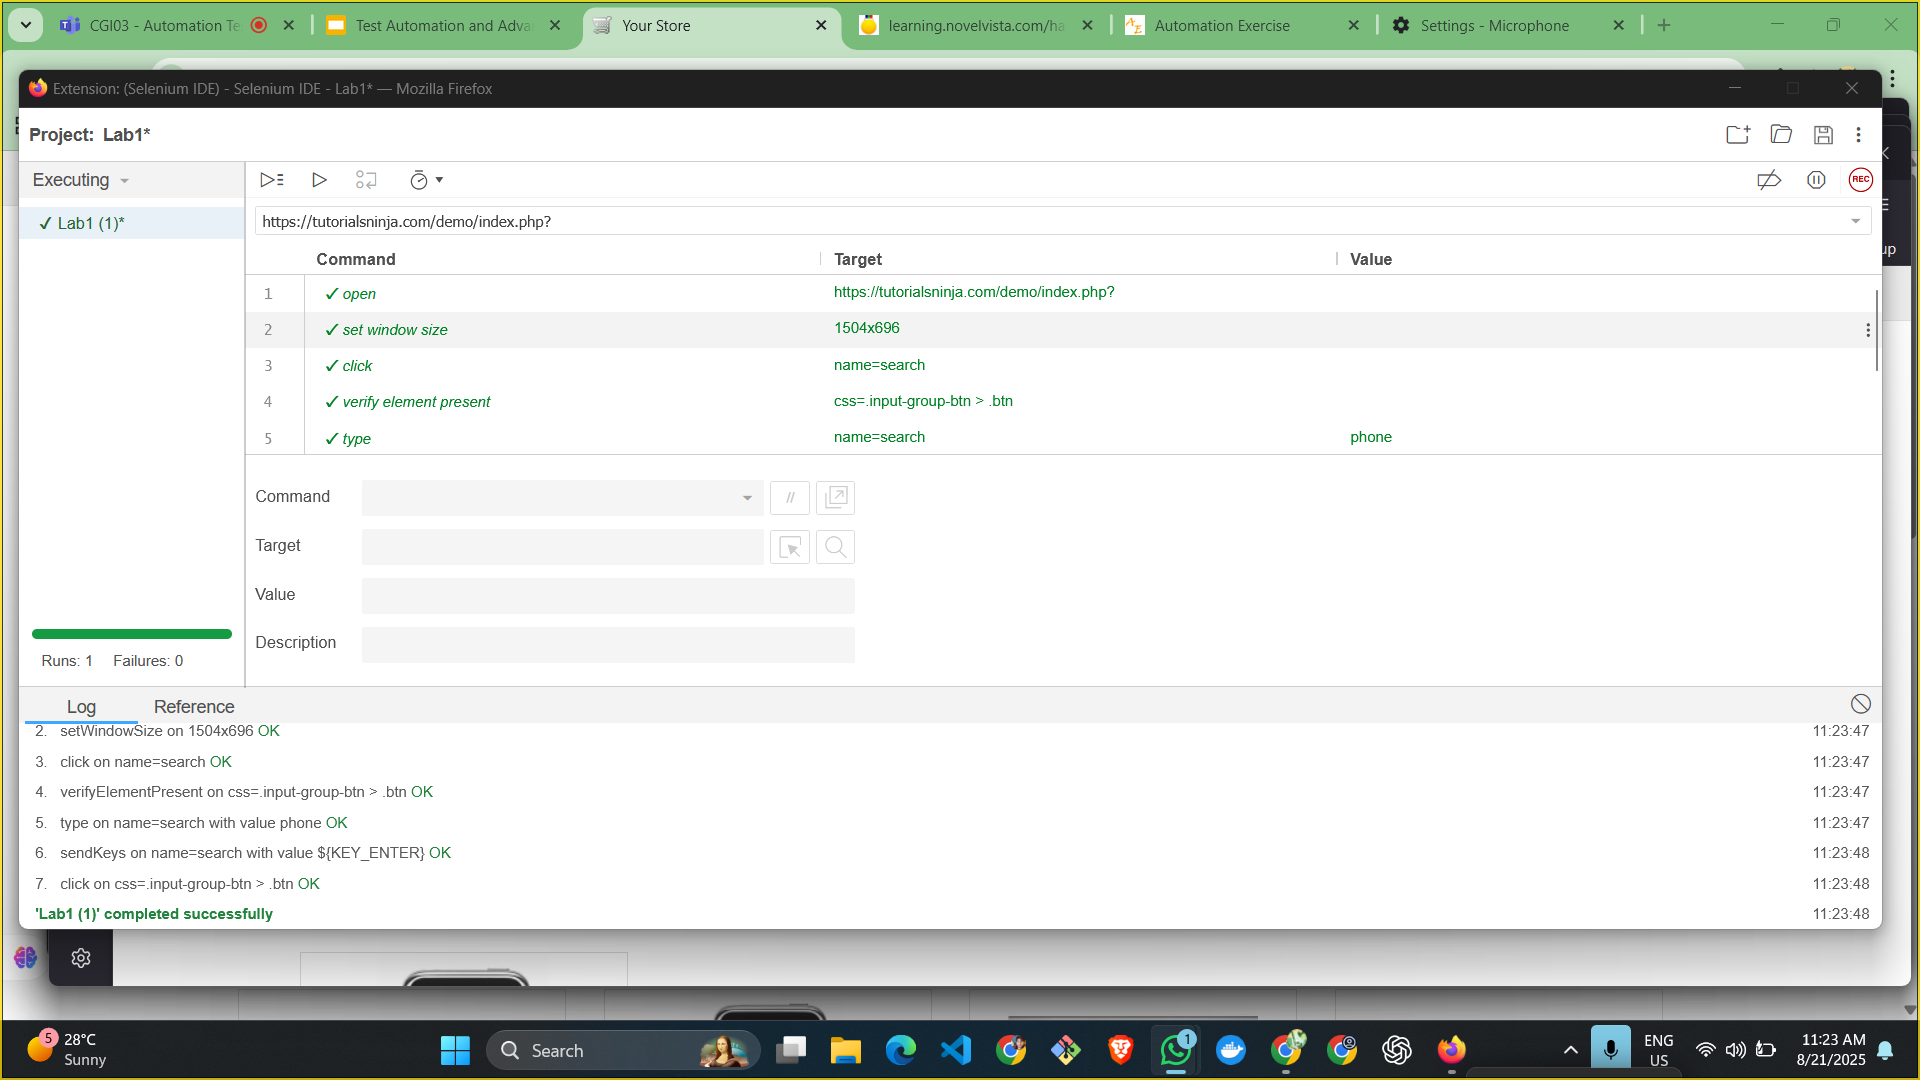 CGI03 - Automation Te
Test Automation and Adva
Your Store
learning.novelvista.com/ha
Automation Exercise
Settings - Microphone
Extension: (Selenium IDE) - Selenium IDE - Lab1* — Mozilla Firefox
Project: Lab1*
Executing
REC
✓ Lab1 (1)*
https://tutorialsninja.com/demo/index.php?
up
Command Target Value
1 ✓ open https://tutorialsninja.com/demo/index.php?
2 ✓ set window size 1504x696
3 ✓ click name=search
4 ✓ verify element present css=.input-group-btn > .btn
5 ✓ type name=search phone
Command //
Target
Value
Description
Runs: 1 Failures: 0
Log Reference
2. setWindowSize on 1504x696 OK 11:23:47
3. click on name=search OK 11:23:47
4. verifyElementPresent on css=.input-group-btn > .btn OK 11:23:47
5. type on name=search with value phone OK 11:23:47
6. sendKeys on name=search with value ${KEY_ENTER} OK 11:23:48
7. click on css=.input-group-btn > .btn OK 11:23:48
'Lab1 (1)' completed successfully 11:23:48
5
28°C
Sunny
Search
1
ENG
US
11:23 AM
8/21/2025